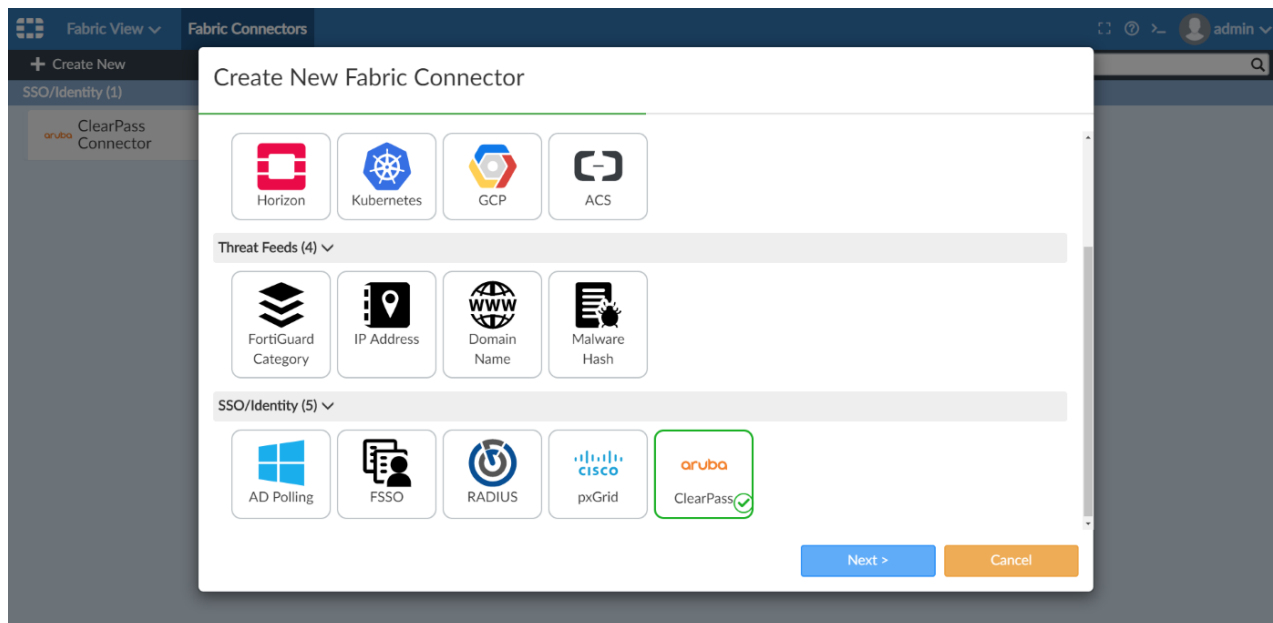 Fabric View
Fabric Connectors
admin
Create New
SSO/Identity (1)
aruba
ClearPass
Connector
Create New Fabric Connector
Horizon
Kubernetes
GCP
ACS
Threat Feeds (4)
WWW
FortiGuard
Category
IP Address
Domain
Name
Malware
Hash
SSO/Identity (5)
AD Polling
FSSO
RADIUS
CISCO
pxGrid
aruba
ClearPass
Next >
Cancel